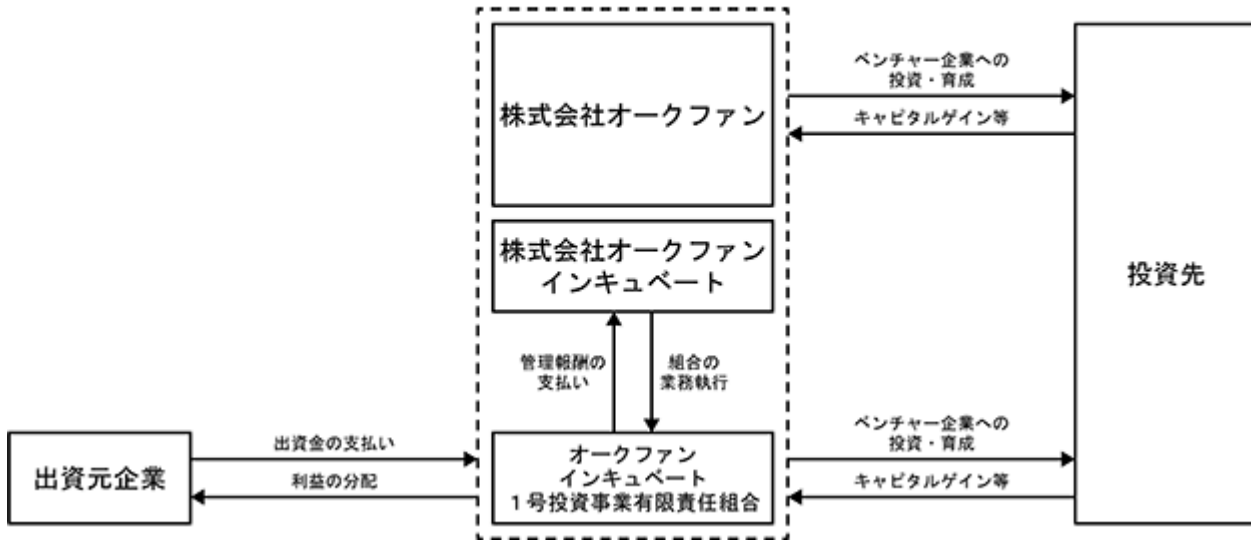 株式会社オークファン
ベンチャー企業への
投資・育成
キャピタルゲイン等
株式会社オークファン
インキュベート
投資先
管理報酬の
支払い
組合の
業務執行
出資元企業
出資金の支払い
利益の分配
オークファン
インキュベート
1号投資事業有限責任組合
ベンチャー企業への
投資・育成
キャピタルゲイン等